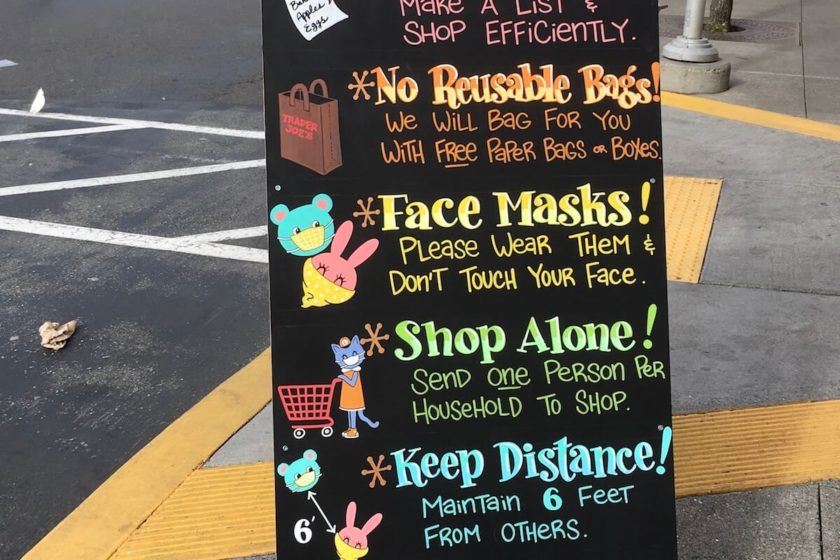 Apples
Eggs
Make A List &
Shop Efficiently.
*No Reusable Bags!
We Will Bag For You
With Free Paper Bags or Boxes.
TRADER
JOE'S
*Face Masks!
Please Wear Them &
Don't Touch Your Face.
*Shop Alone!
Send One Person Per
Household To Shop.
*Keep Distance!
Maintain 6 Feet
From Others.
6'